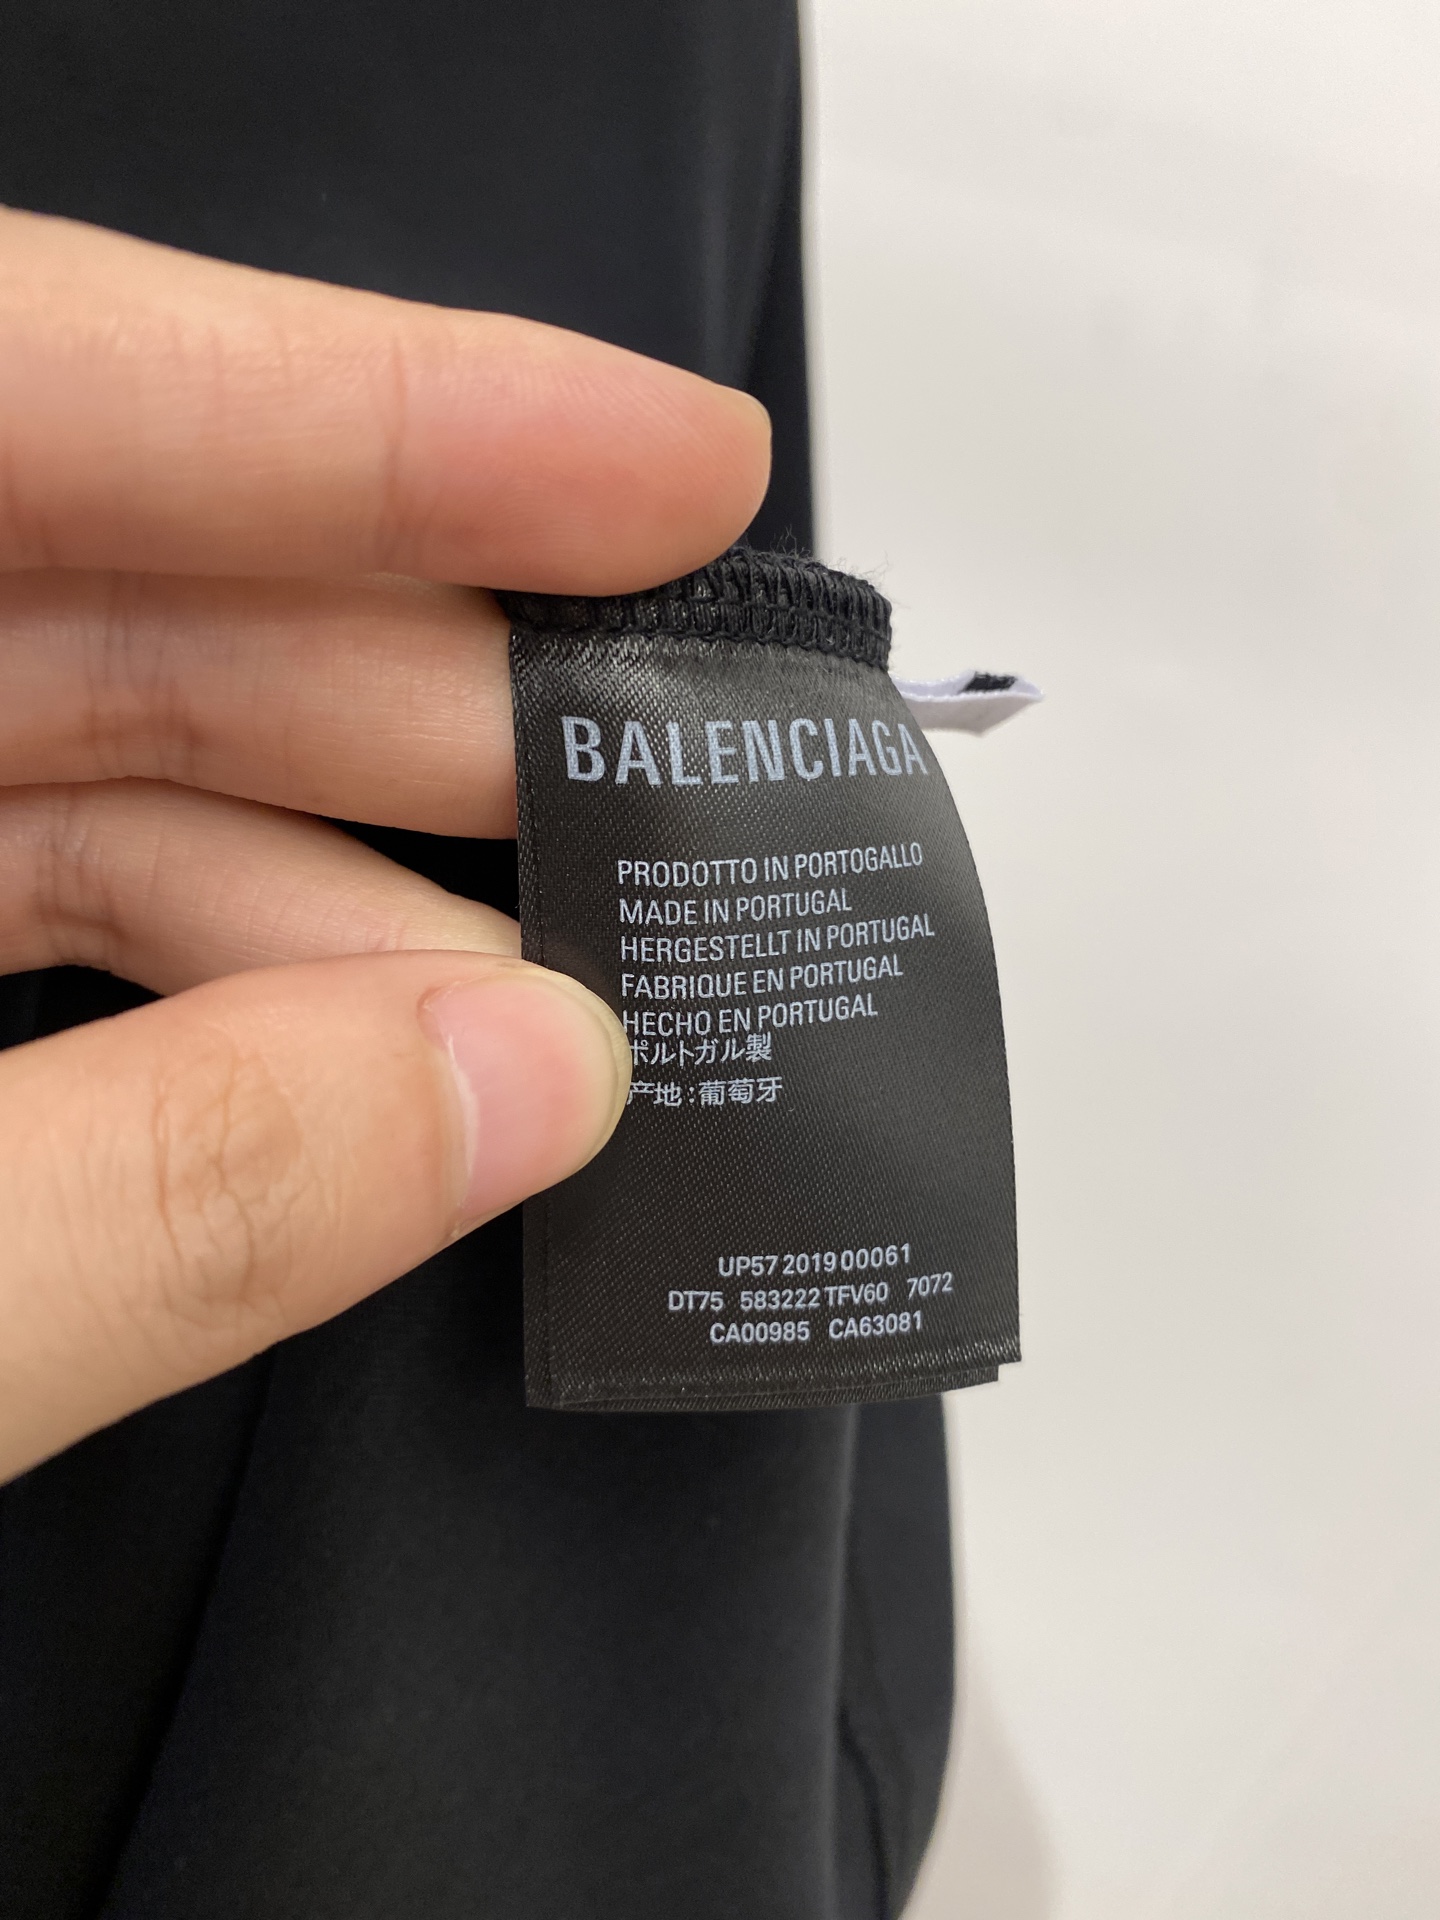 BALENCIAGA
PRODOTTO IN PORTOGALLO
MADE IN PORTUGAL
HERGESTELLT IN PORTUGAL
FABRIQUE EN PORTUGAL
HECHO EN PORTUGAL
ポルトガル製
产地:葡萄牙
UP57 2019 00061
DT75 583222 TFV60 7072
CA00985 CA63081